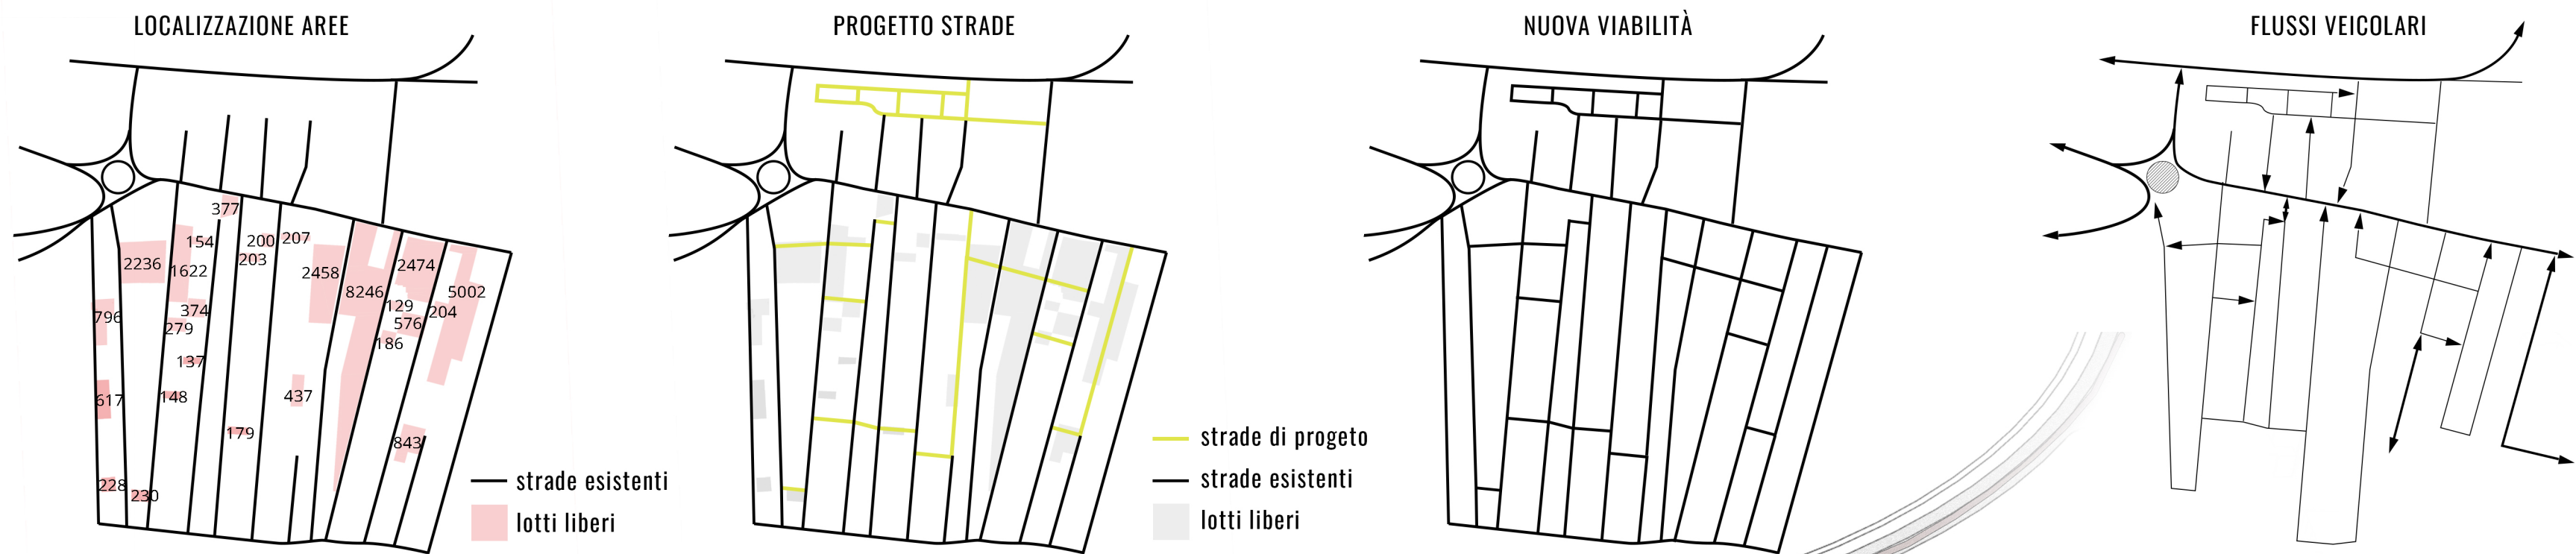 LOCALIZZAZIONE AREE
PROGETTO STRADE
NUOVA VIABILITÀ
FLUSSI VEICOLARI
377
154
200
207
203
2236
1622
2458
2474
8246
5002
129
204
374
796
279
576
186
137
148
437
617
179
843
228
230
strade esistenti
lotti liberi
strade di progeto
strade esistenti
lotti liberi